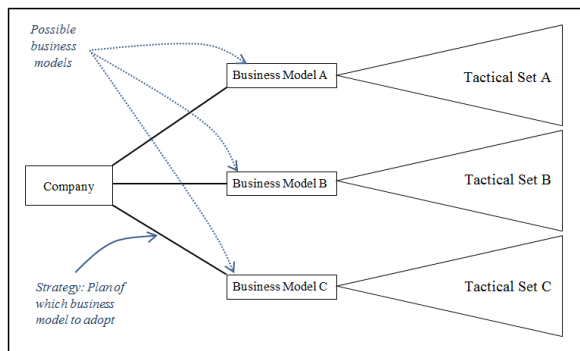 Possible
business
models
Business Model A
Tactical Set A
Company
Business Model B
Tactical Set B
Strategy: Plan of
which business
model to adopt
Business Model C
Tactical Set C